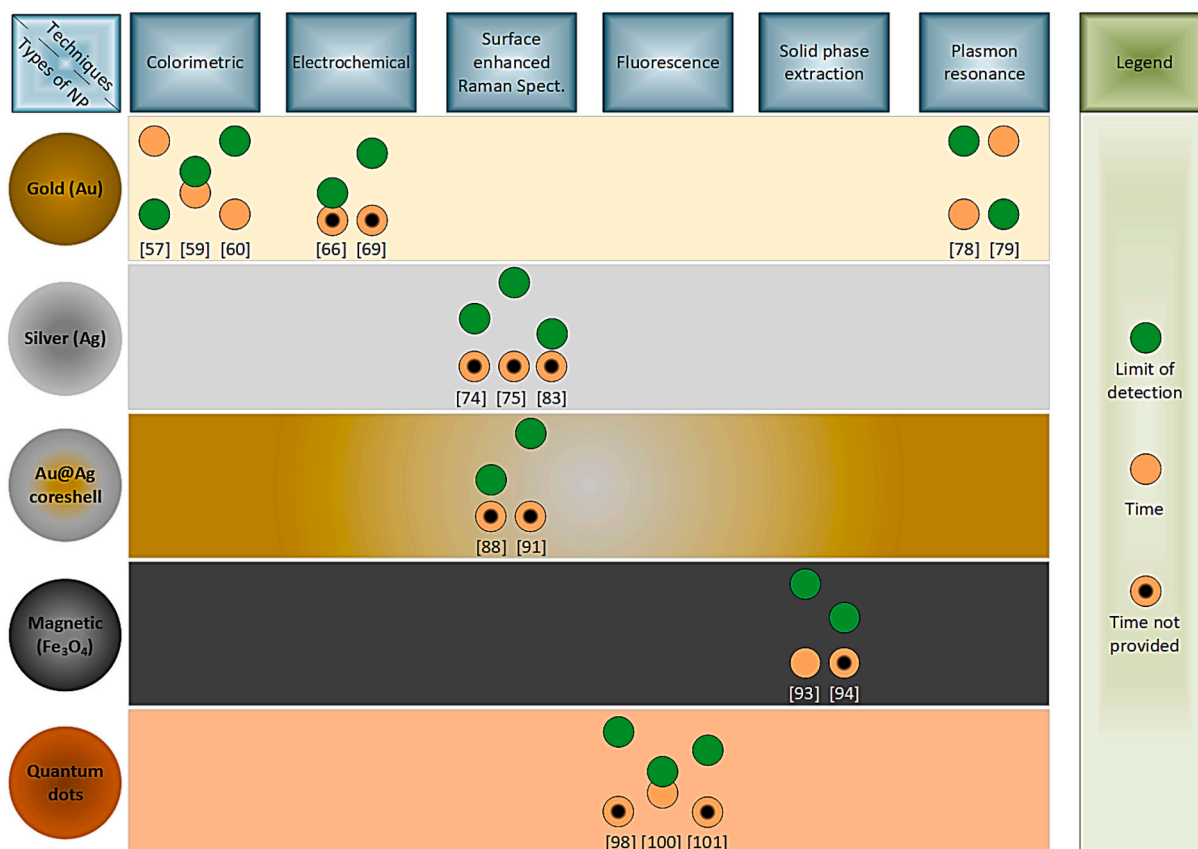 Techniques
Types of NP
Colorimetric
Electrochemical
Surface
enhanced
Raman Spect.
Fluorescence
Solid phase
extraction
Plasmon
resonance
Legend
Gold (Au)
[57] [59] [60] [66] [69] [78] [79]
Silver (Ag)
[74] [75] [83]
Au@Ag
coreshell
[88] [91]
Magnetic
(Fe₃O₄)
[93] [94]
Quantum
dots
[98] [100] [101]
Limit of
detection
Time
Time not
provided